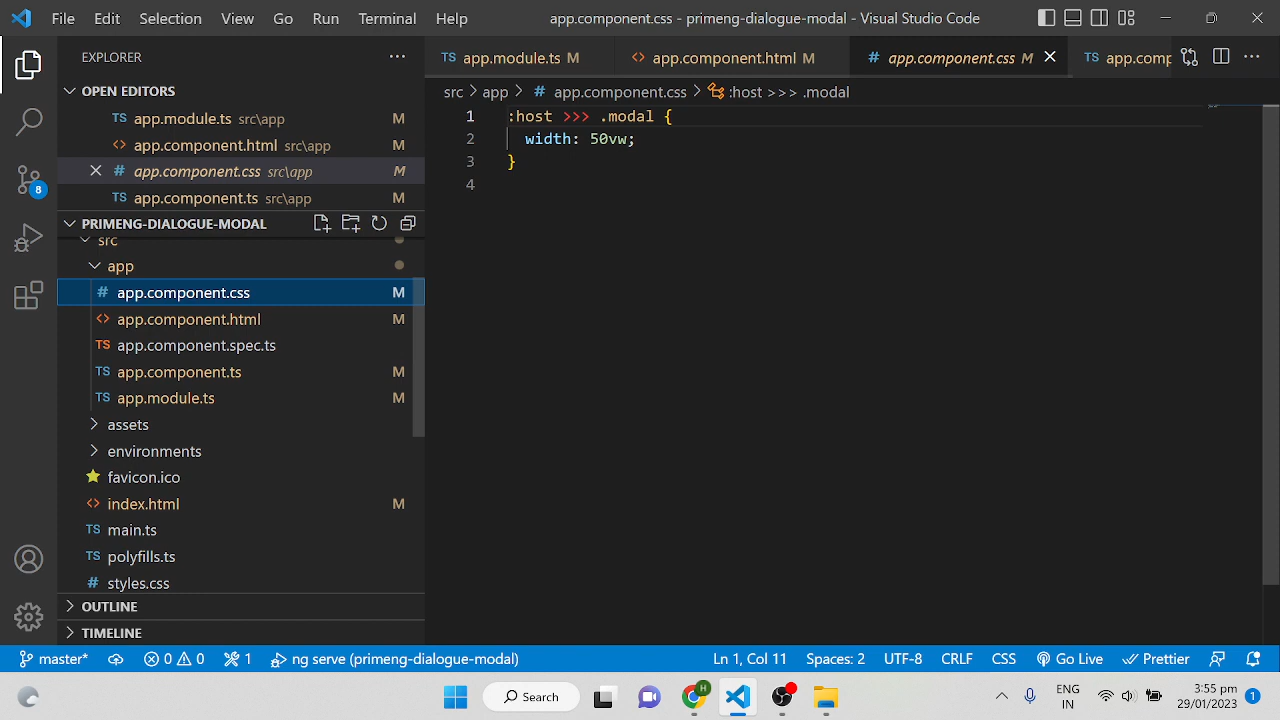 File Edit Selection View Go Run Terminal Help app.component.css - primeng-dialogue-modal - Visual Studio Code
EXPLORER
OPEN EDITORS
TS app.module.ts src\app M
<> app.component.html src\app M
# app.component.css src\app M
TS app.component.ts src\app M
PRIMENG-DIALOGUE-MODAL
src
app
# app.component.css M
<> app.component.html M
TS app.component.spec.ts
TS app.component.ts M
TS app.module.ts M
assets
environments
favicon.ico
<> index.html M
TS main.ts
TS polyfills.ts
# styles.css
OUTLINE
TIMELINE
8
TS app.module.ts M <> app.component.html M # app.component.css M TS app.comp
src > app > # app.component.css > :host >>> .modal
1 :host >>> .modal {
2 width: 50vw;
3 }
4
master* 0 0 1 ng serve (primeng-dialogue-modal) Ln 1, Col 11 Spaces: 2 UTF-8 CRLF CSS Go Live Prettier
Search H ENG IN 3:55 pm 29/01/2023 1